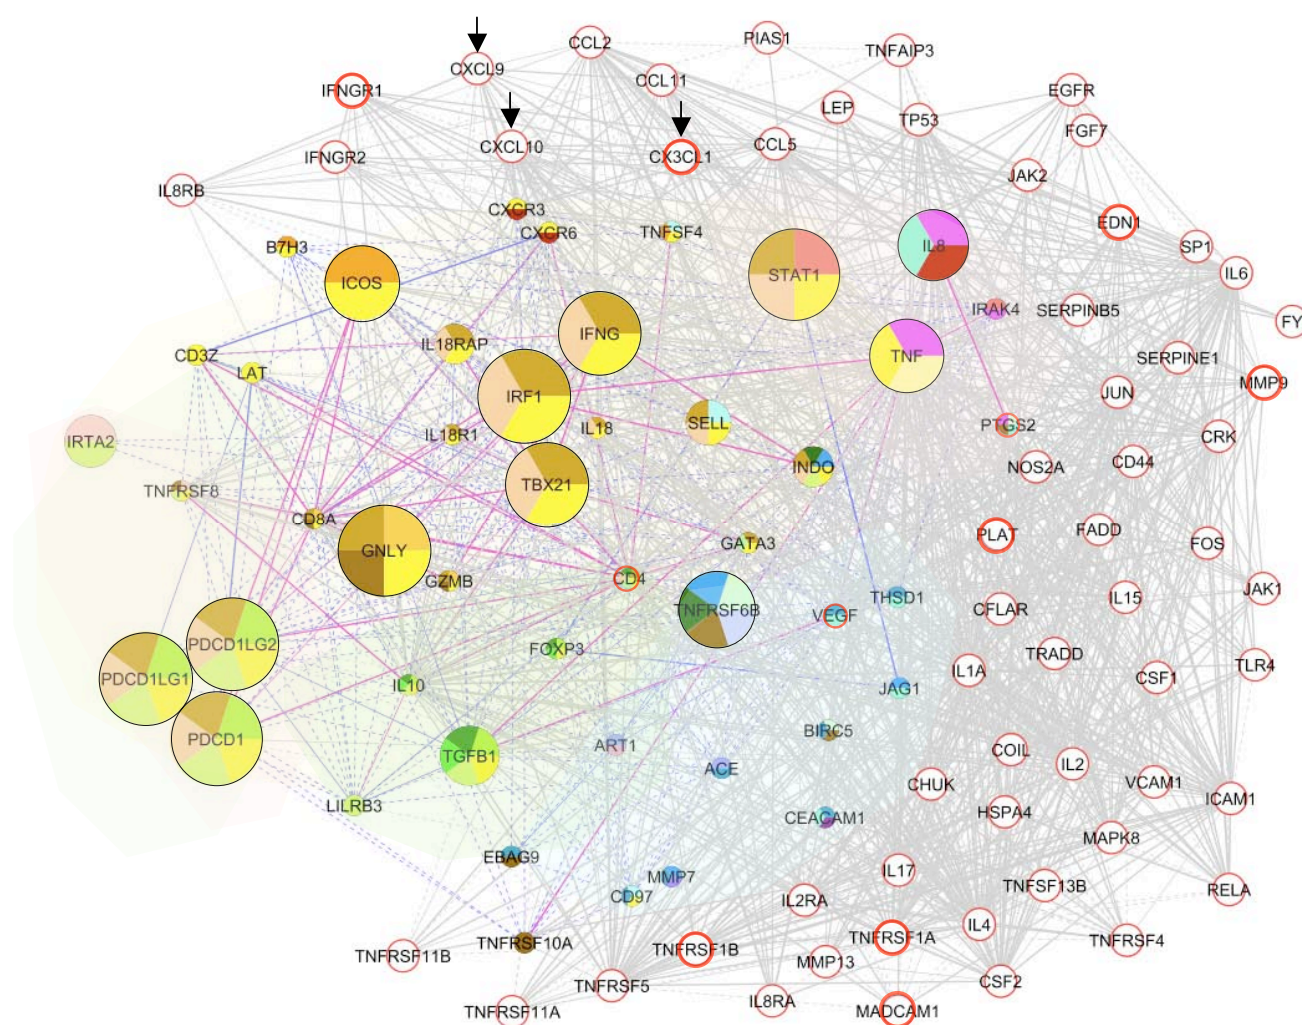 CCL2
PIAS1
TNFAIP3
CXCL9
CCL11
IFNGR1
EGFR
LEP
TP53
FGF7
CXCL10
CX3CL1
CCL5
IFNGR2
JAK2
IL8RB
CXCR3
CXCR6
TNFSF4
EDN1
B7H3
IL8
SP1
ICOS
STAT1
IL6
IRAK4
SERPINB5
FY
IFNG
IL18RAP
CD3Z
TNF
SERPINE1
LAT
MMP9
IRF1
JUN
IRTA2
IL18R1
IL18
SELL
PTGS2
CRK
INDO
NOS2A
CD44
TNFRSF8
TBX21
CD8A
GNLY
GATA3
PLAT
FADD
FOS
GZMB
CD4
TNFRSF6B
VEGF
THSD1
CFLAR
IL15
JAK1
PDCD1LG2
FOXP3
TRADD
PDCD1LG1
IL10
JAG1
IL1A
CSF1
TLR4
PDCD1
TGFB1
ART1
BIRC5
ACE
COIL
IL2
CHUK
VCAM1
LILRB3
CEACAM1
HSPA4
ICAM1
MAPK8
EBAG9
MMP7
IL17
CD97
IL2RA
TNFSF13B
RELA
TNFRSF11B
TNFRSF10A
TNFRSF1B
TNFRSF1A
IL4
TNFRSF4
MMP13
TNFRSF5
CSF2
TNFRSF11A
IL8RA
MADCAM1